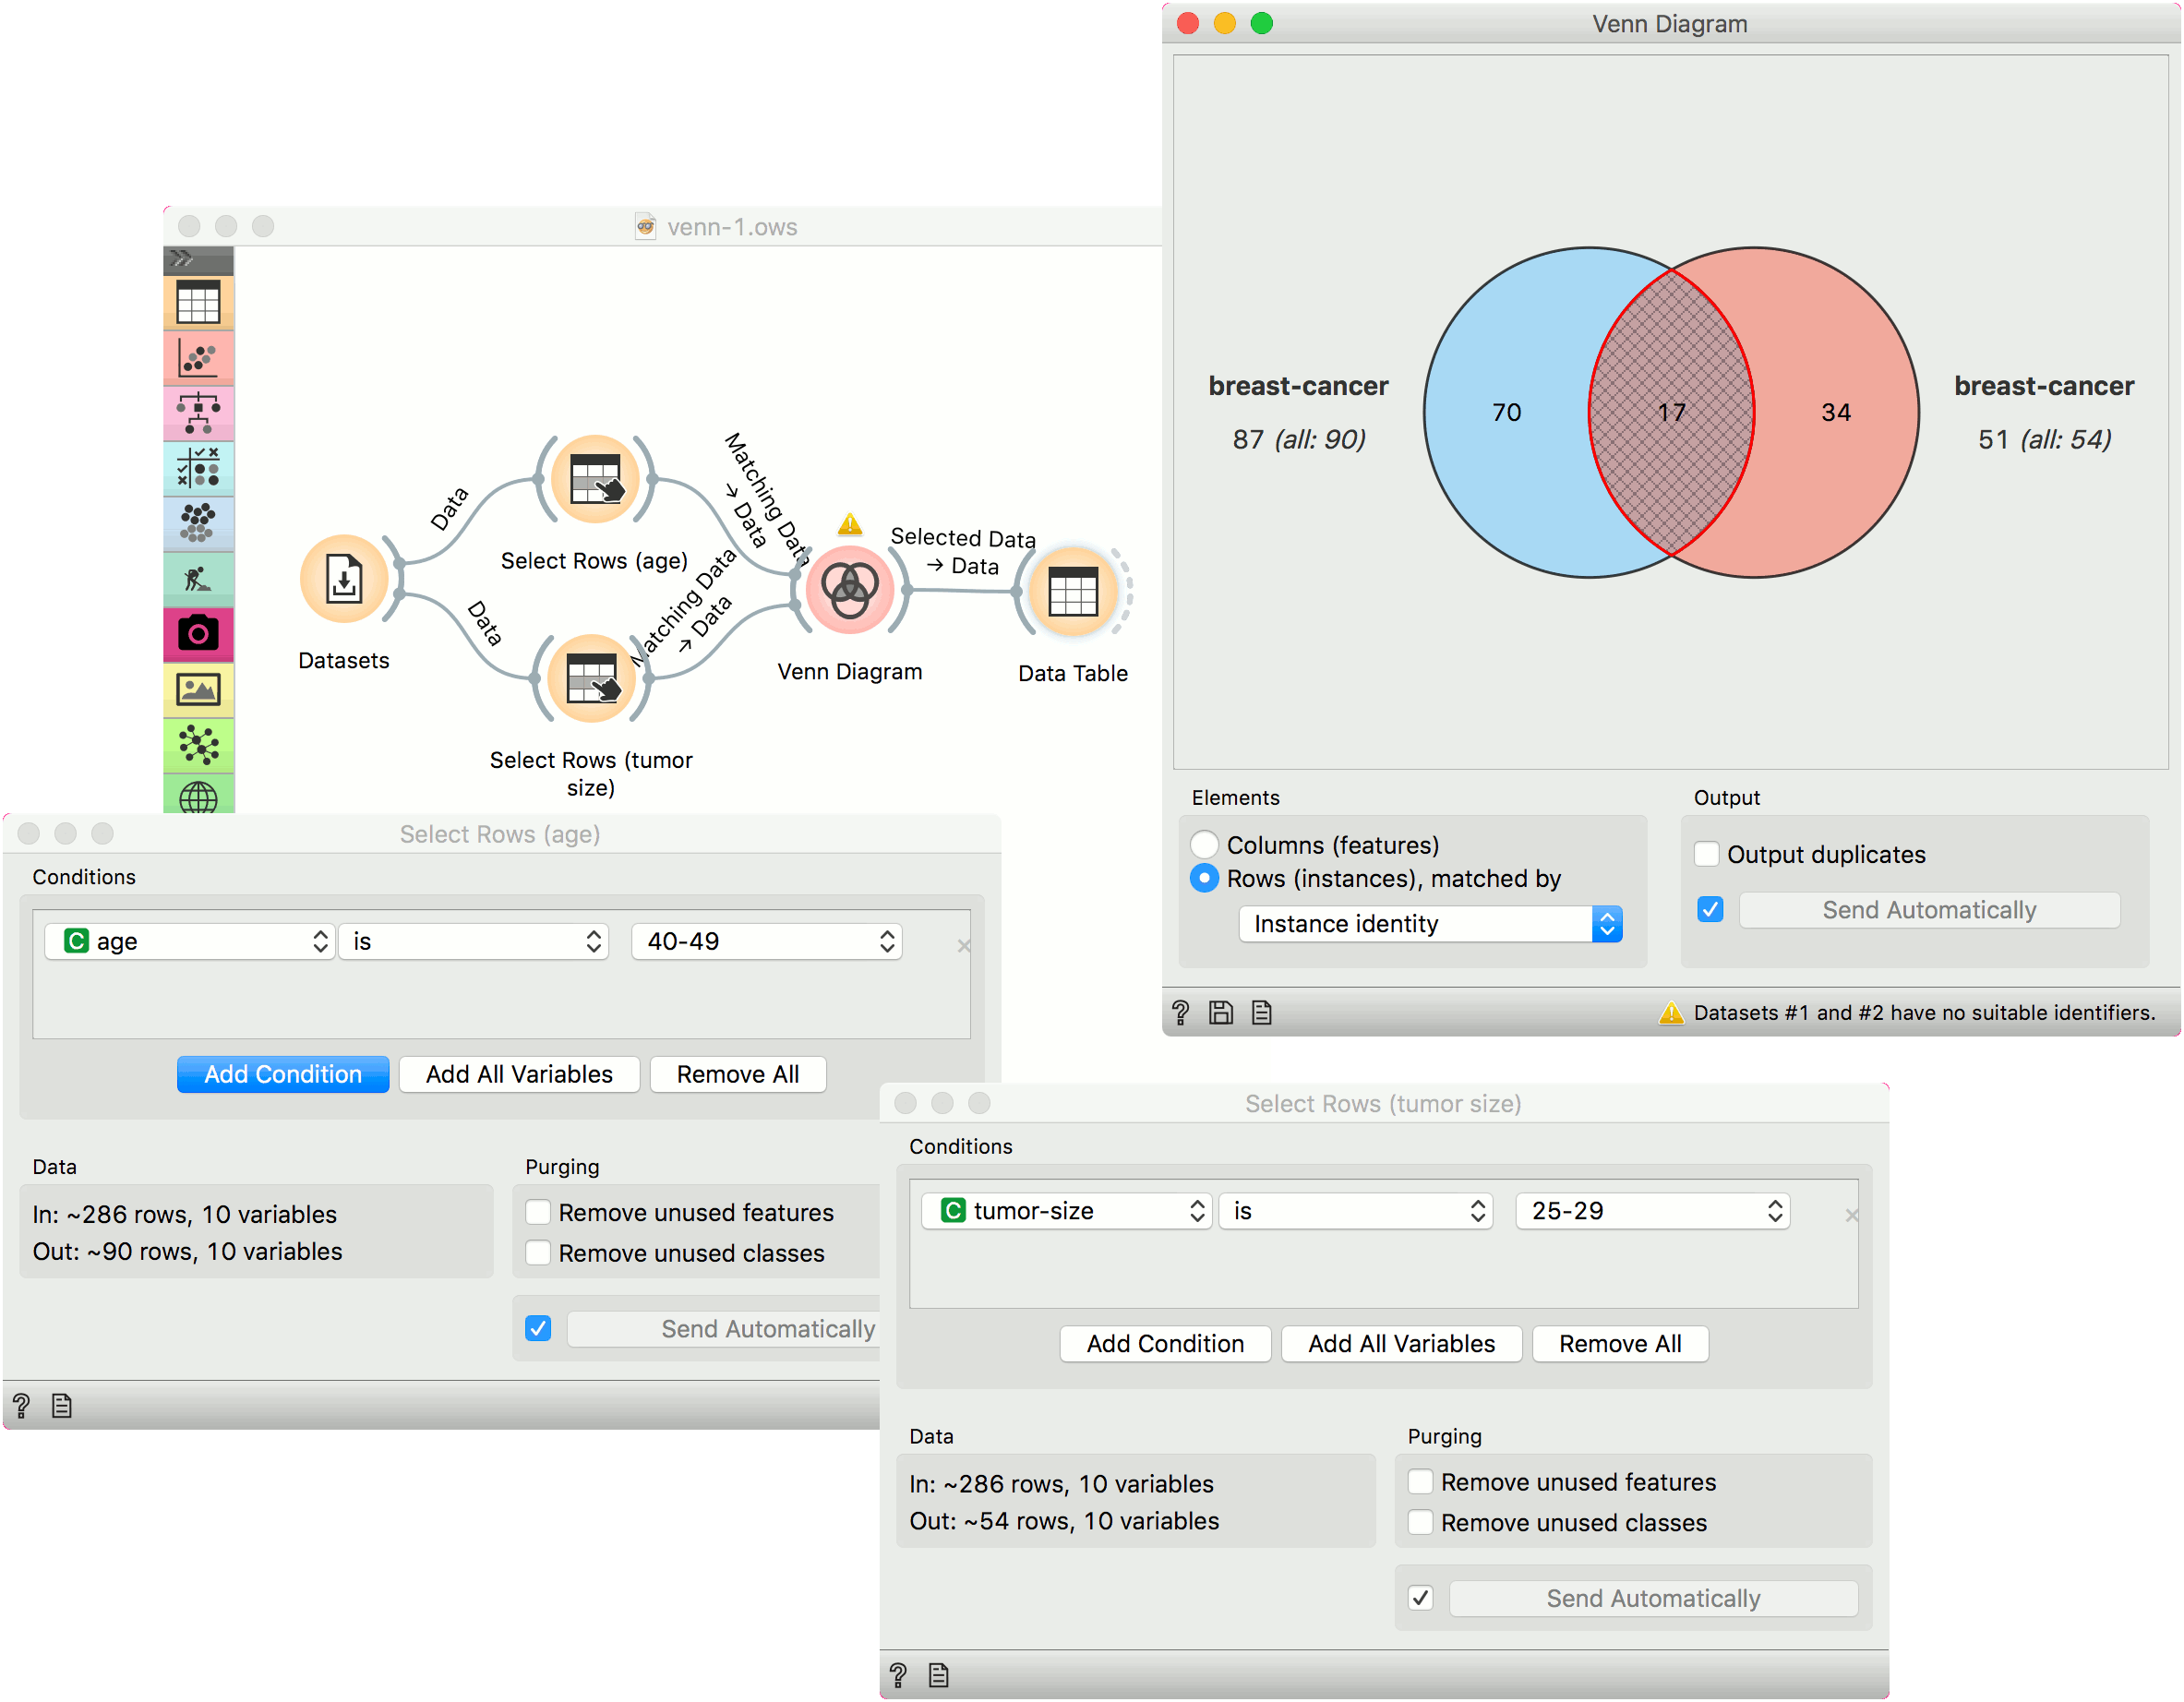 Venn Diagram
breast-cancer
87 (all: 90)
70
17
34
breast-cancer
51 (all: 54)
Elements
Columns (features)
Rows (instances), matched by
Instance identity
Output
Output duplicates
Send Automatically
Datasets #1 and #2 have no suitable identifiers.
venn-1.ows
Datasets
Data
Data
Select Rows (age)
Select Rows (tumor
size)
Matching Data
→ Data
Matching Data
→ Data
Venn Diagram
Selected Data
→ Data
Data Table
Select Rows (age)
Conditions
C age
is
40-49
Add Condition
Add All Variables
Remove All
Data
In: ~286 rows, 10 variables
Out: ~90 rows, 10 variables
Purging
Remove unused features
Remove unused classes
Send Automatically
Select Rows (tumor size)
Conditions
C tumor-size
is
25-29
Add Condition
Add All Variables
Remove All
Data
In: ~286 rows, 10 variables
Out: ~54 rows, 10 variables
Purging
Remove unused features
Remove unused classes
Send Automatically